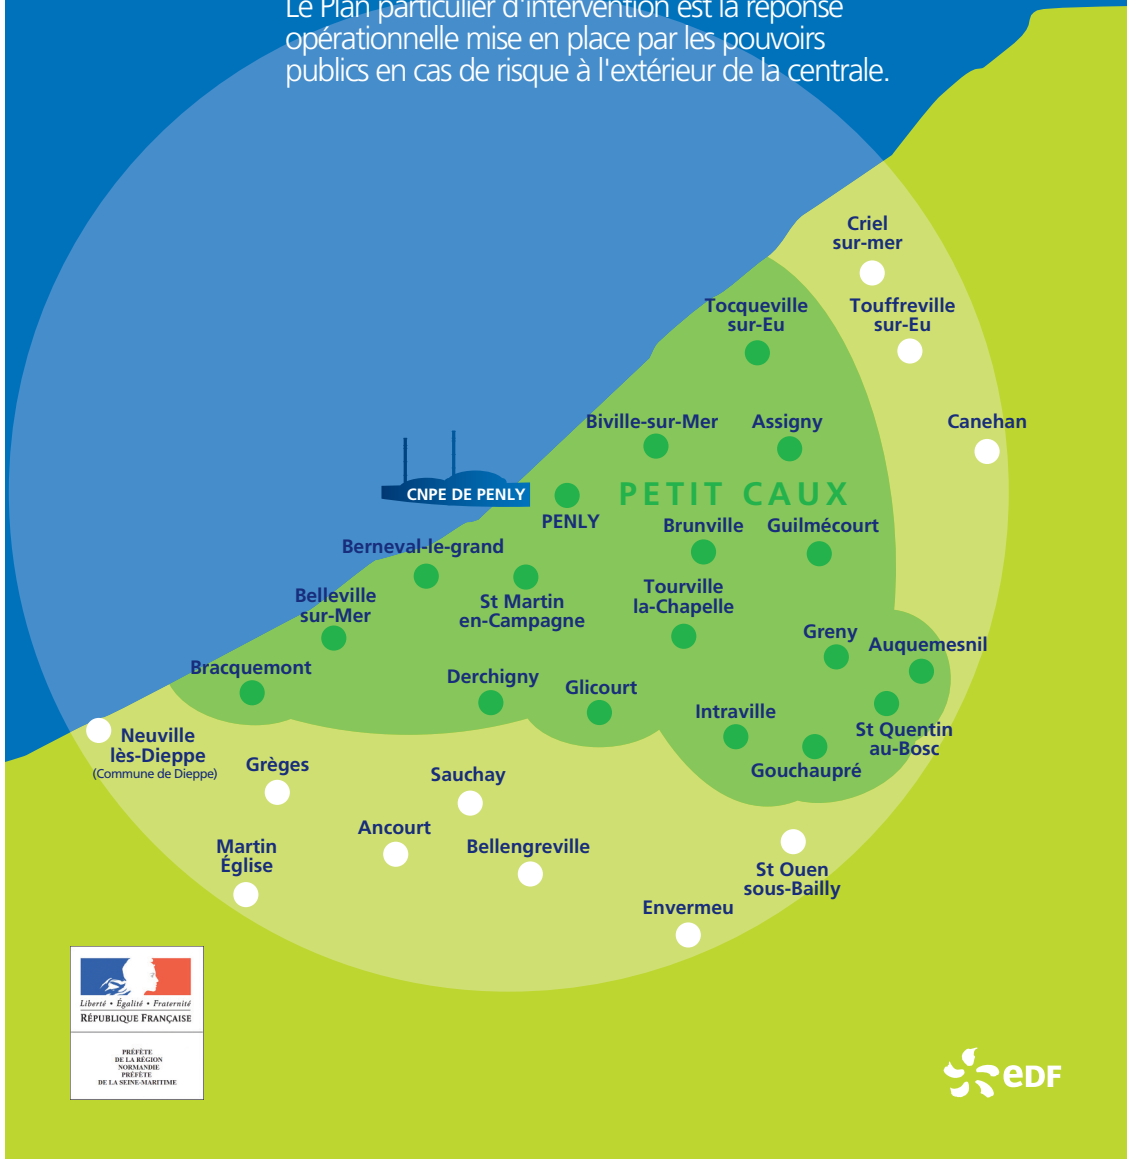 Le Plan particulier d'intervention est la réponse
opérationnelle mise en place par les pouvoirs
publics en cas de risque à l'extérieur de la centrale.
Criel
sur-mer
Tocqueville
sur-Eu
Touffreville
sur-Eu
Biville-sur-Mer
Assigny
Canehan
CNPE DE PENLY
PETIT CAUX
PENLY
Brunville
Guilmécourt
Berneval-le-grand
Belleville
sur-Mer
St Martin
en-Campagne
Tourville
la-Chapelle
Greny
Auquemesnil
Bracquemont
Derchigny
Glicourt
Intraville
St Quentin
au-Bosc
Gouchaupré
Neuville
lès-Dieppe
(Commune de Dieppe)
Grèges
Sauchay
Ancourt
Martin
Église
Bellengreville
St Ouen
sous-Bailly
Envermeu
Liberté • Égalité • Fraternité
RÉPUBLIQUE FRANÇAISE
PRÉFÈTE
DE LA RÉGION
NORMANDIE
PRÉFÈTE
DE LA SEINE-MARITIME
eDF